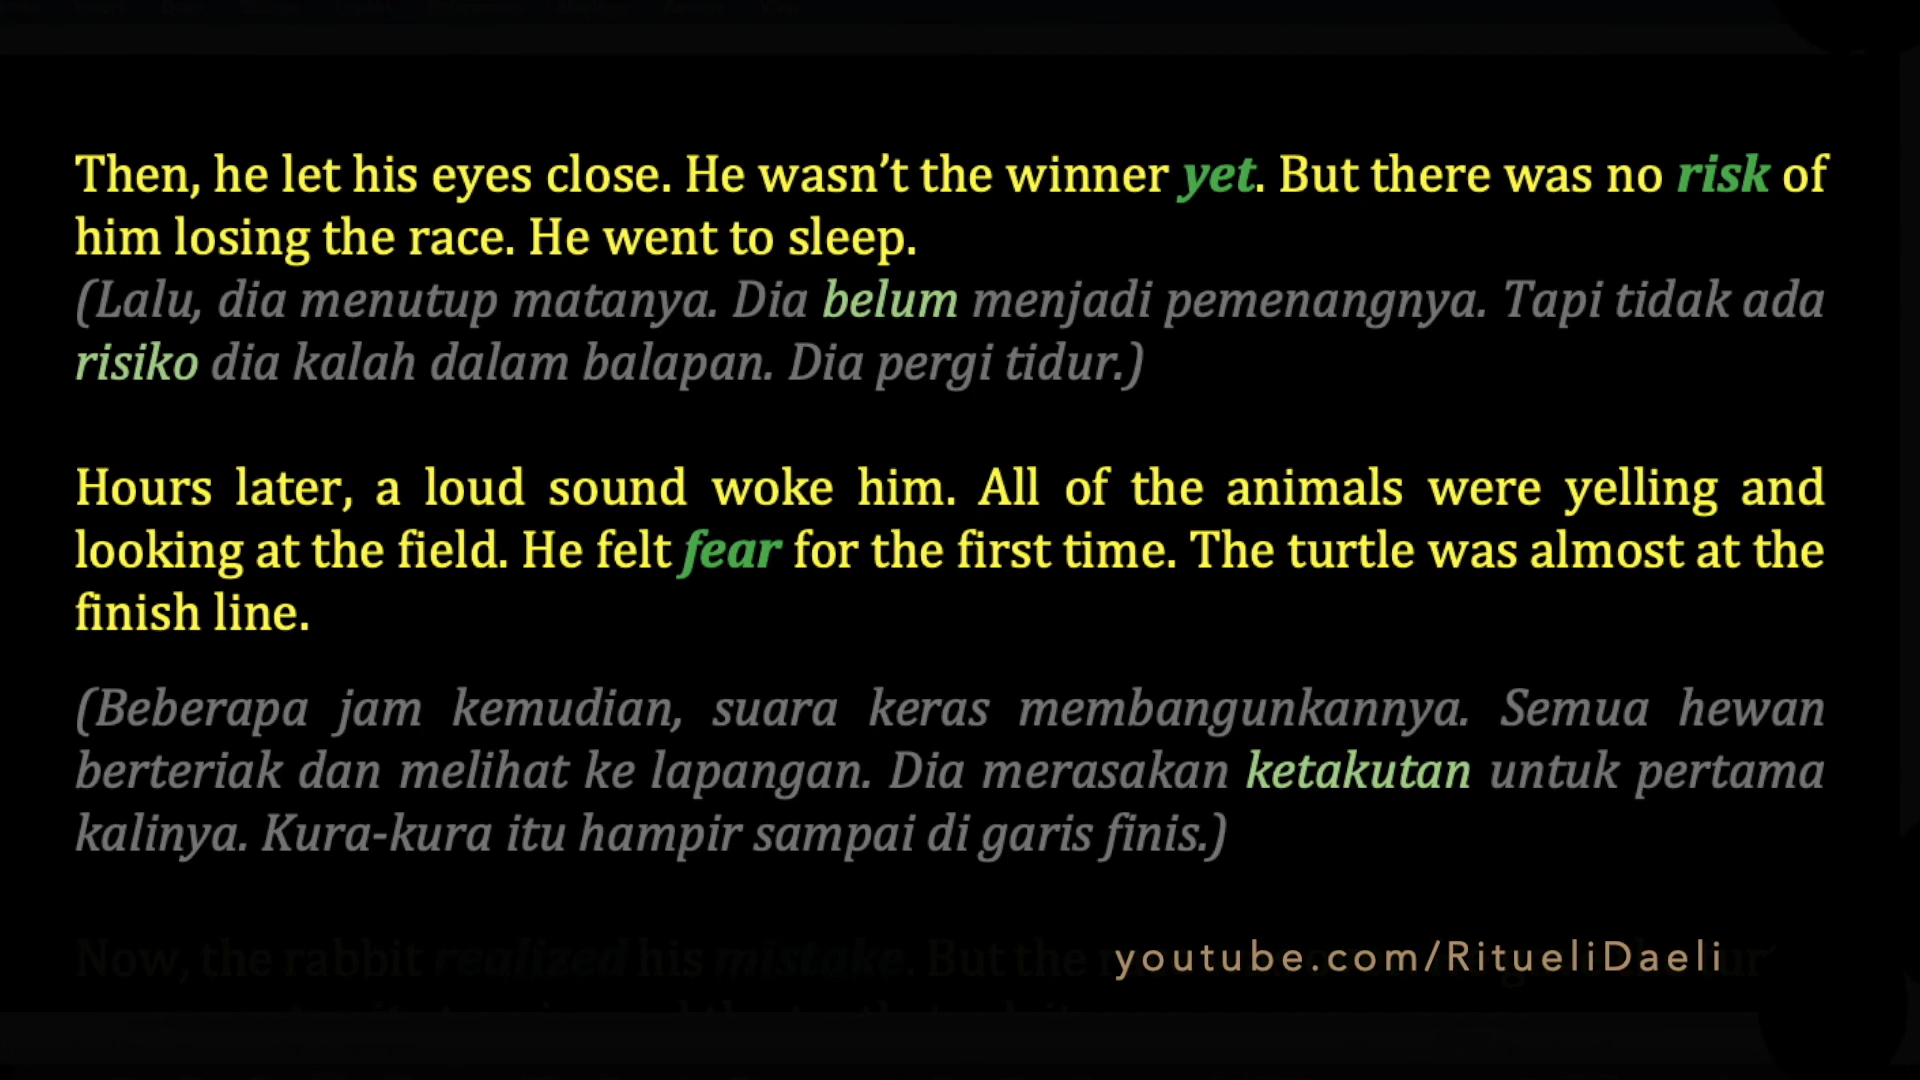 Then, he let his eyes close. He wasn’t the winner yet. But there was no risk of
him losing the race. He went to sleep.
(Lalu, dia menutup matanya. Dia belum menjadi pemenangnya. Tapi tidak ada
risiko dia kalah dalam balapan. Dia pergi tidur.)
Hours later, a loud sound woke him. All of the animals were yelling and
looking at the field. He felt fear for the first time. The turtle was almost at the
finish line.
(Beberapa jam kemudian, suara keras membangunkannya. Semua hewan
berteriak dan melihat ke lapangan. Dia merasakan ketakutan untuk pertama
kalinya. Kura-kura itu hampir sampai di garis finis.)
Now, the rabbit realized his mistake. But the
youtube.com/RitueliDaeli